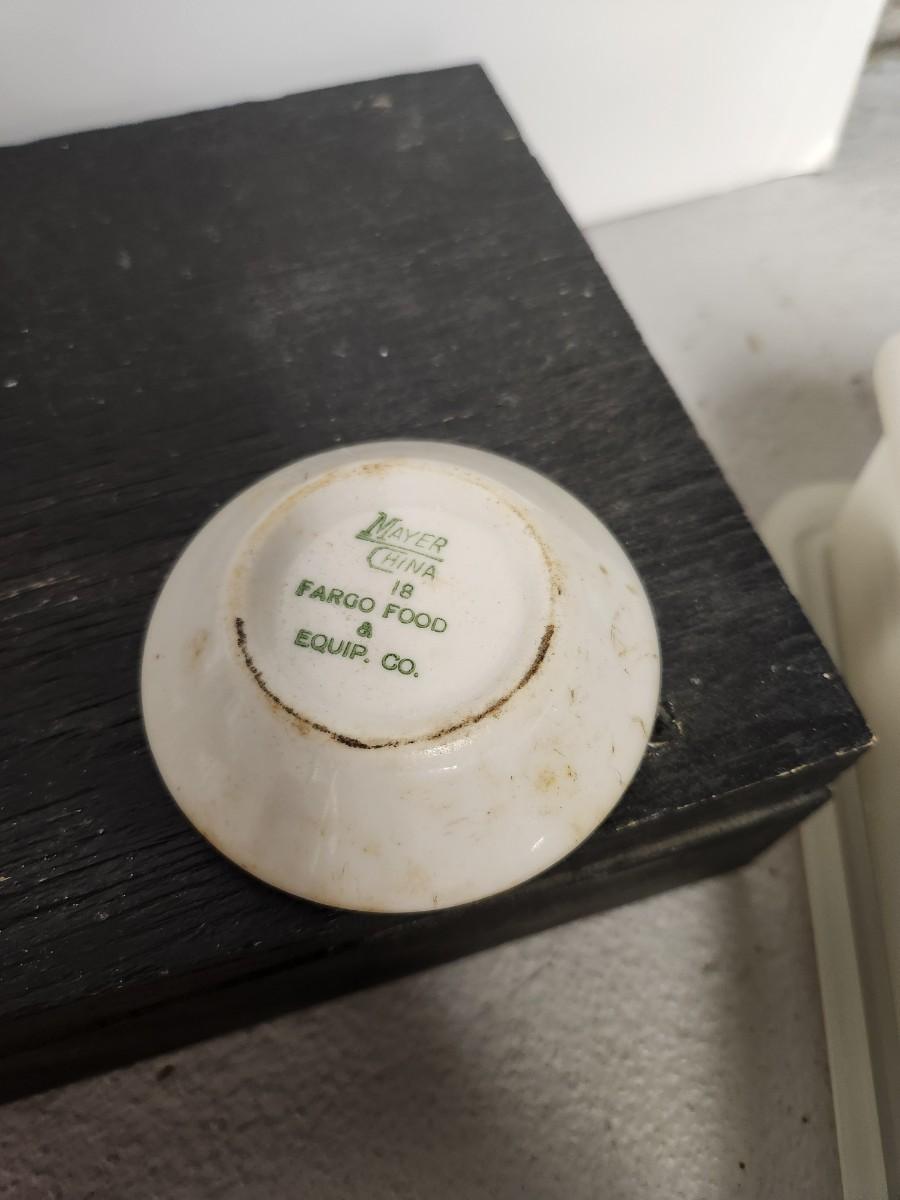 MAYER
CHINA
18
FARGO FOOD
&
EQUIP. CO.